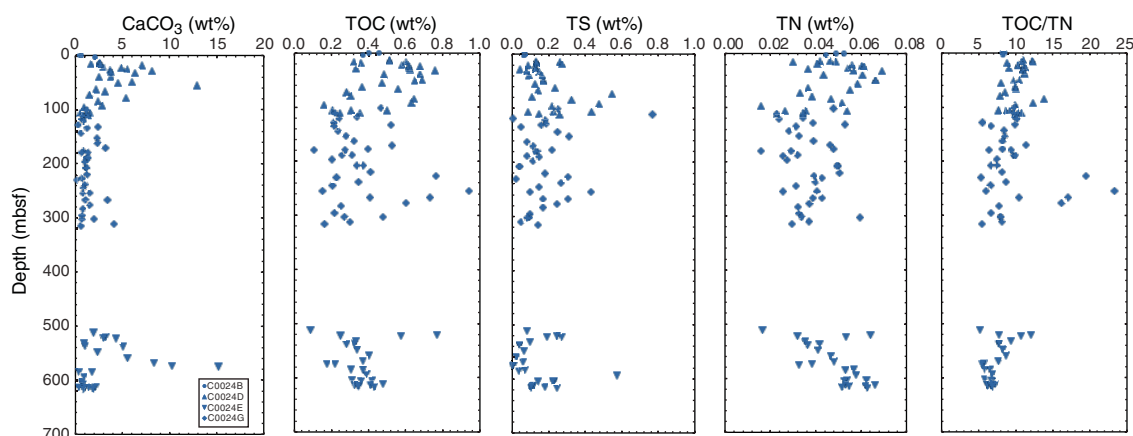 CaCO3 (wt%) TOC (wt%) TS (wt%) TN (wt%) TOC/TN
0 5 10 15 20 0.0 0.2 0.4 0.6 0.8 1.0 0.0 0.2 0.4 0.6 0.8 1.0 0.00 0.02 0.04 0.06 0.08 0 5 10 15 20 25
Depth (mbsf)
0
100
200
300
400
500
600
700
C0024B
C0024D
C0024E
C0024G